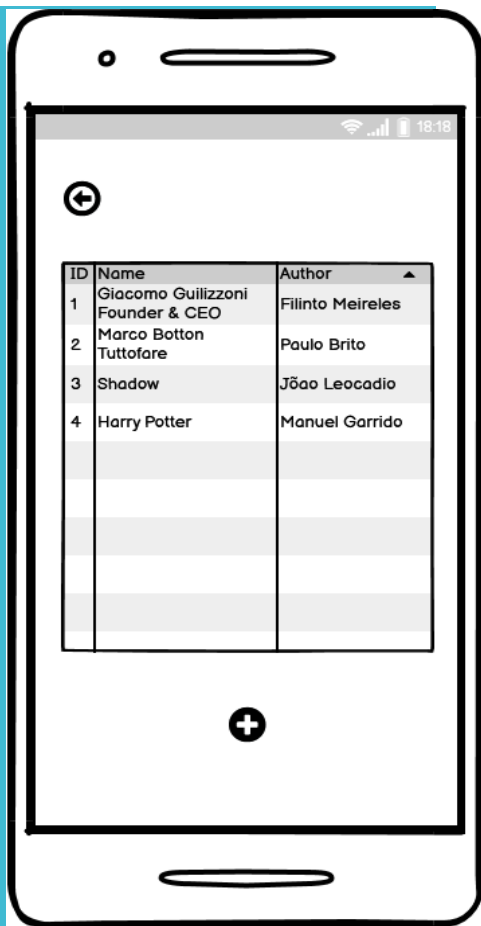 18:18
ID Name Author
1 Giacomo Guilizzoni
Founder & CEO Filinto Meireles
2 Marco Botton
Tuttofare Paulo Brito
3 Shadow Jõao Leocadio
4 Harry Potter Manuel Garrido